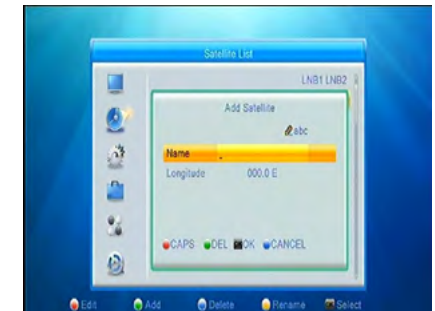 Satellite List
LNB1 LNB2
Add Satellite
abc
Name
Longitude 000.0 E
CAPS DEL OK CANCEL
Edit Add Delete Rename Select